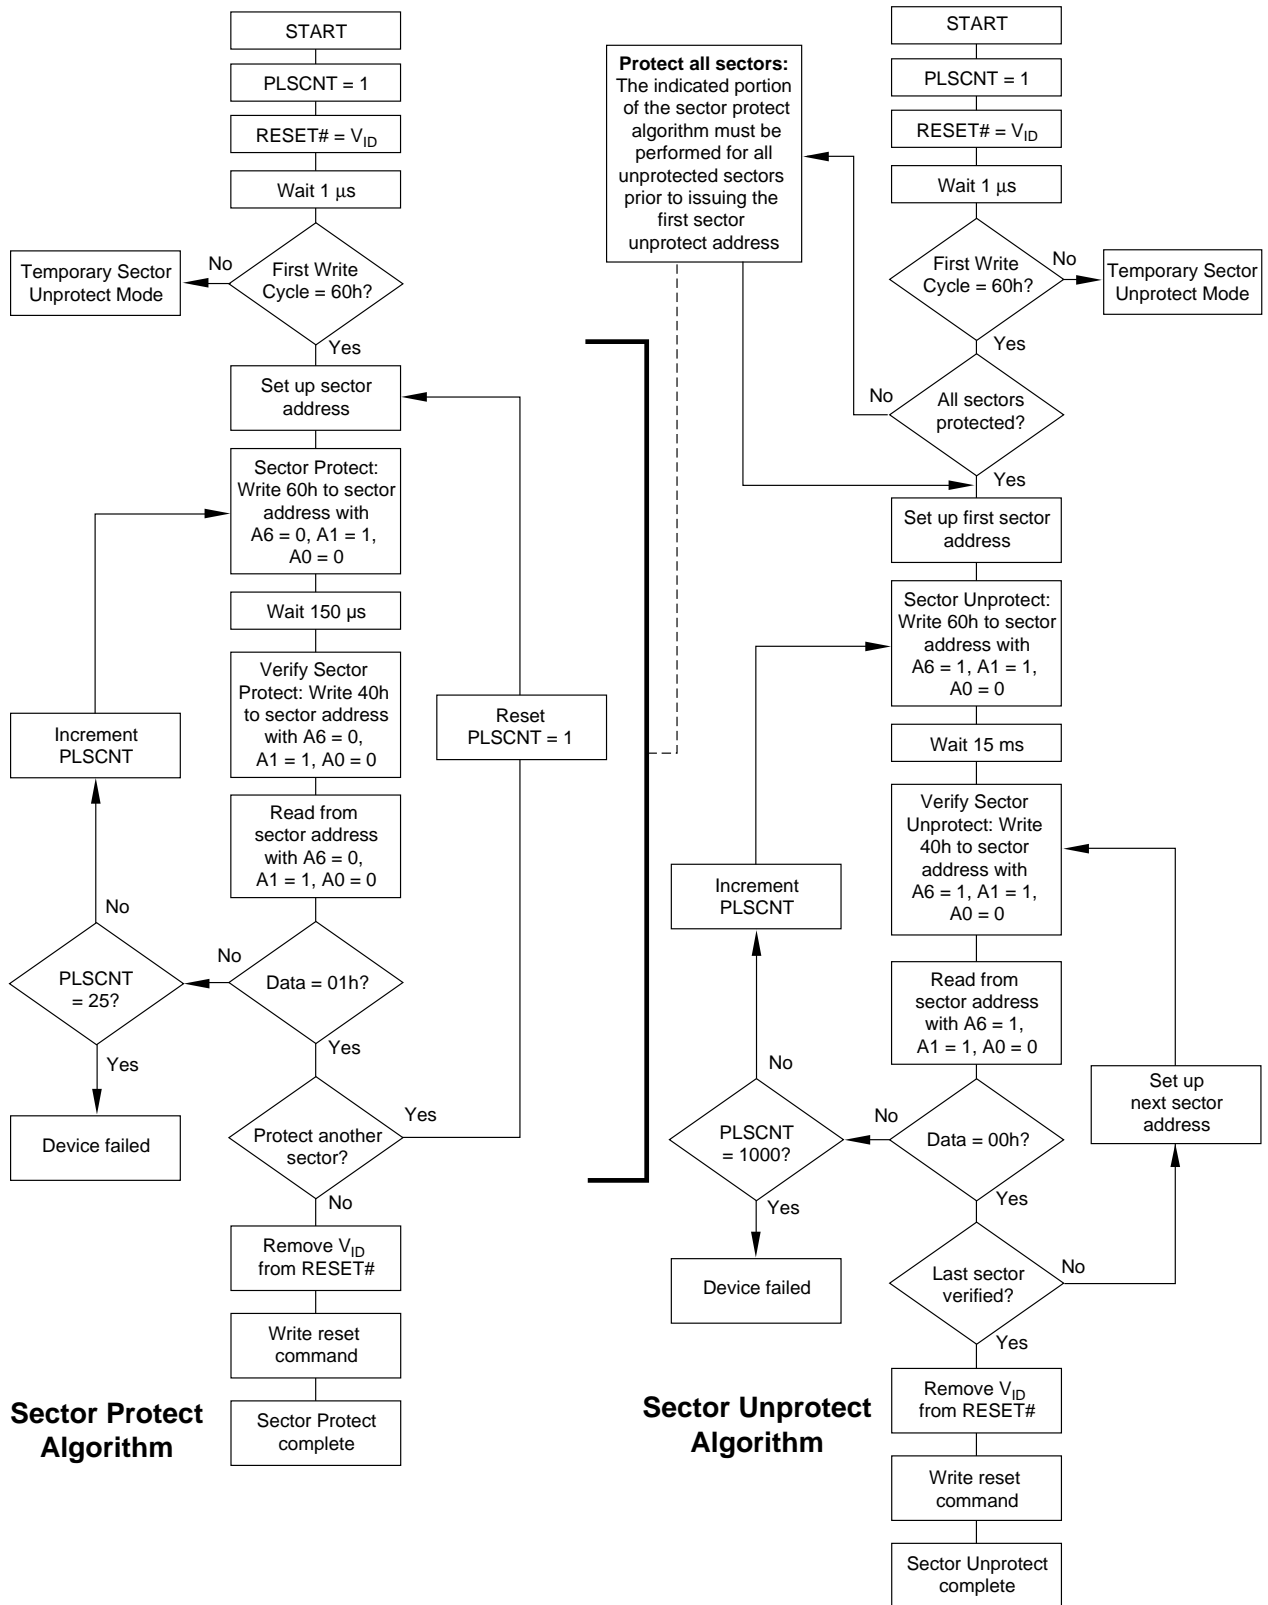 START
PLSCNT = 1
RESET# = VID
Wait 1 μs
First Write
Cycle = 60h?
No
Temporary Sector
Unprotect Mode
Yes
Set up sector
address
Sector Protect:
Write 60h to sector
address with
A6 = 0, A1 = 1,
A0 = 0
Wait 150 µs
Verify Sector
Protect: Write 40h
to sector address
with A6 = 0,
A1 = 1, A0 = 0
Read from
sector address
with A6 = 0,
A1 = 1, A0 = 0
Data = 01h?
No
PLSCNT
= 25?
No
Increment
PLSCNT
Yes
Device failed
Yes
Protect another
sector?
Yes
Reset
PLSCNT = 1
No
Remove VID
from RESET#
Write reset
command
Sector Protect
complete
Sector Protect
Algorithm
Protect all sectors:
The indicated portion
of the sector protect
algorithm must be
performed for all
unprotected sectors
prior to issuing the
first sector
unprotect address
START
PLSCNT = 1
RESET# = VID
Wait 1 μs
First Write
Cycle = 60h?
No
Temporary Sector
Unprotect Mode
Yes
All sectors
protected?
No
Yes
Set up first sector
address
Sector Unprotect:
Write 60h to sector
address with
A6 = 1, A1 = 1,
A0 = 0
Wait 15 ms
Verify Sector
Unprotect: Write
40h to sector
address with
A6 = 1, A1 = 1,
A0 = 0
Read from
sector address
with A6 = 1,
A1 = 1, A0 = 0
Data = 00h?
No
PLSCNT
= 1000?
No
Increment
PLSCNT
Yes
Device failed
Yes
Last sector
verified?
No
Set up
next sector
address
Yes
Remove VID
from RESET#
Write reset
command
Sector Unprotect
complete
Sector Unprotect
Algorithm